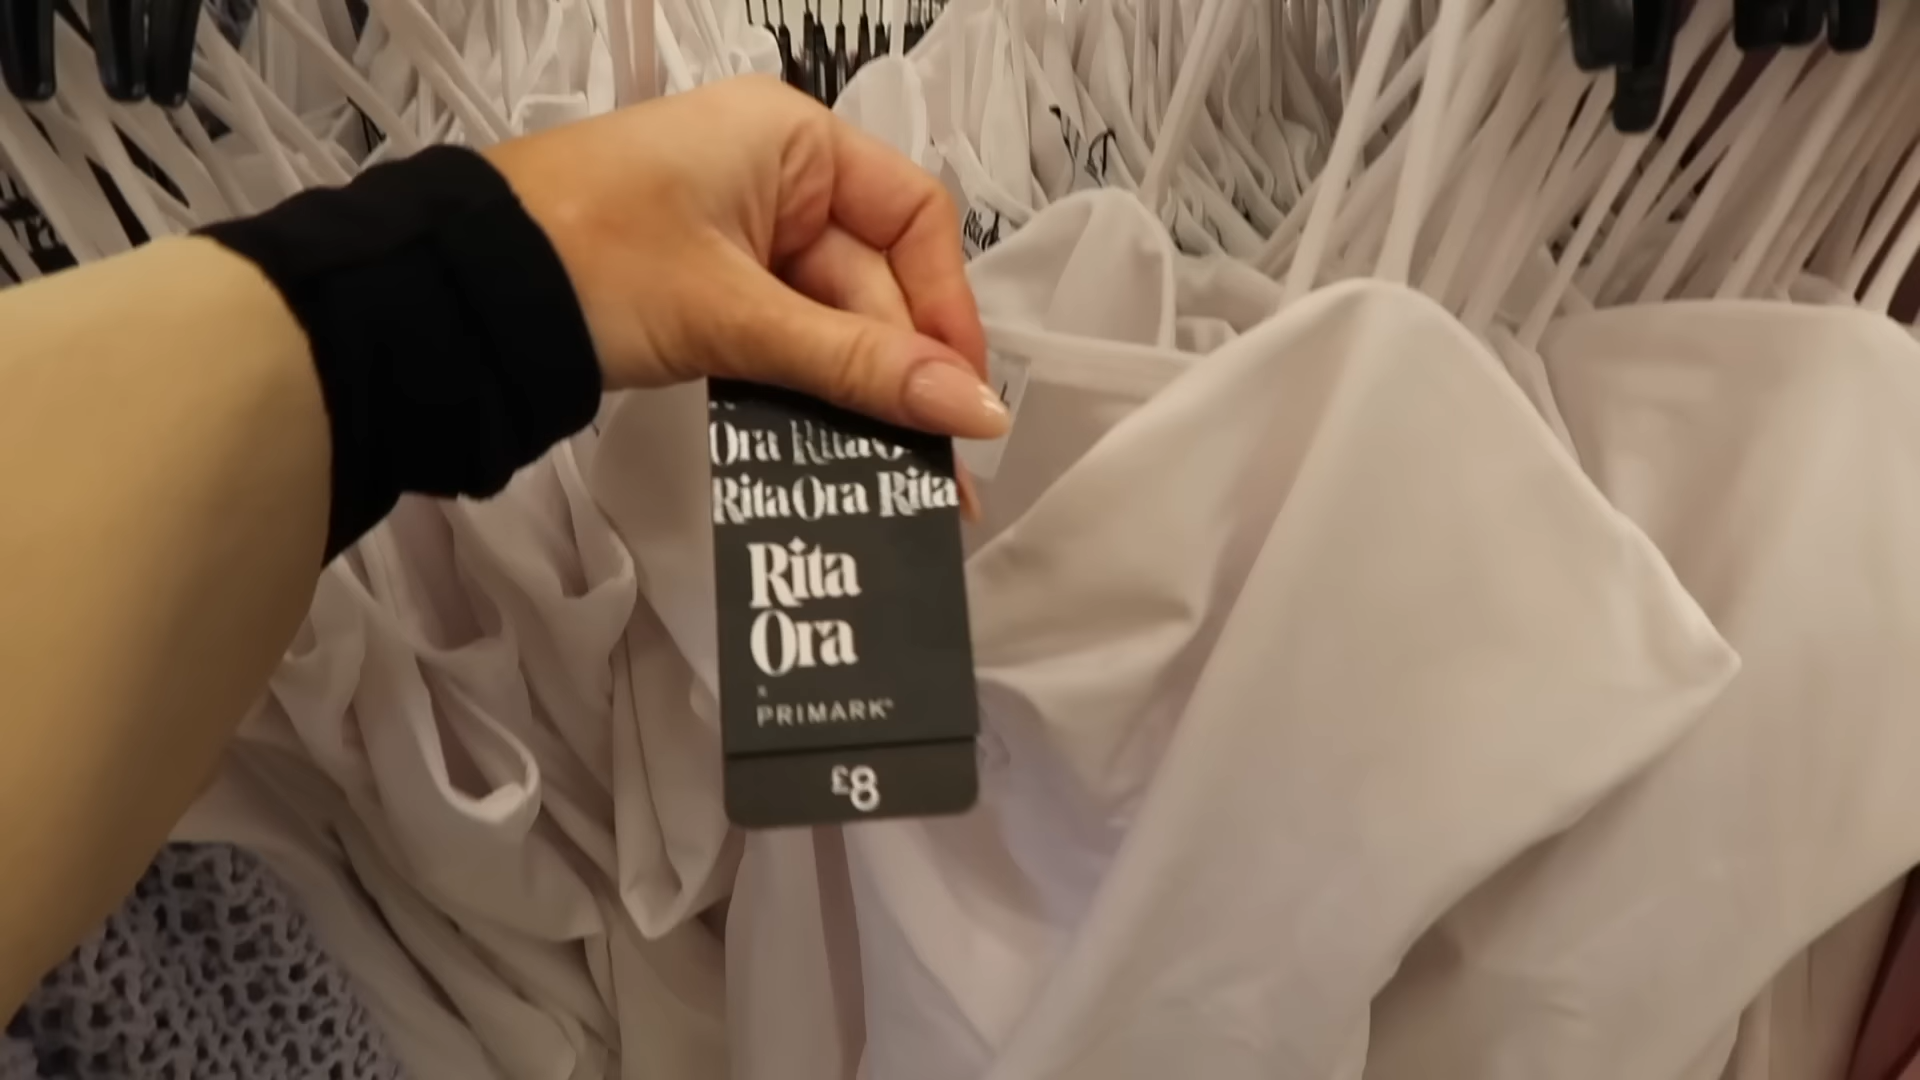 Ora Rita O
Rita Ora Rita
Rita
Ora
x
PRIMARK®
£8